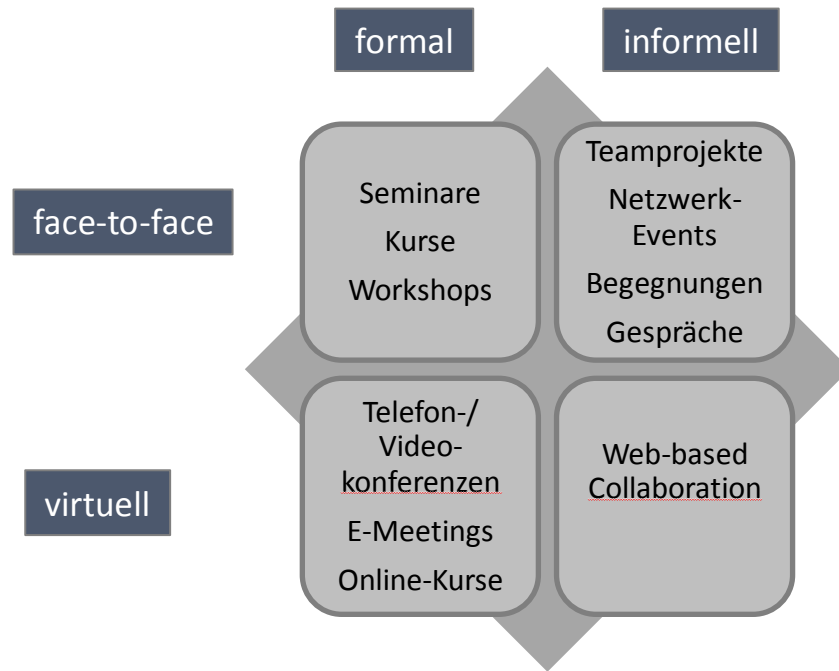 formal
informell
face-to-face
Seminare
Kurse
Workshops
Teamprojekte
Netzwerk-
Events
Begegnungen
Gespräche
virtuell
Telefon-/
Video-
konferenzen
E-Meetings
Online-Kurse
Web-based
Collaboration